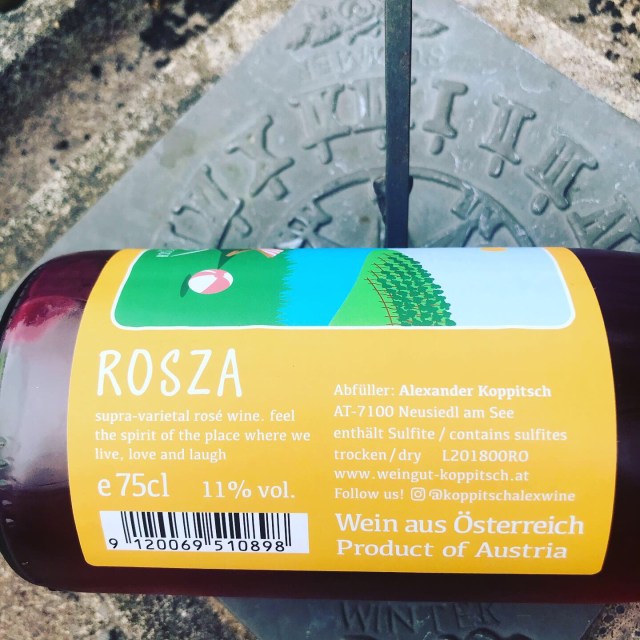 ROSZA
supra-varietal rosé wine. feel
the spirit of the place where we
live, love and laugh
e 75cl 11% vol.
9 120069 510898
Abfüller: Alexander Koppitsch
AT-7100 Neusiedl am See
enthält Sulfite / contains sulfites
trocken / dry L201800RO
www.weingut-koppitsch.at
Follow us! @koppitschalexwine
Wein aus Österreich
Product of Austria
WINTER